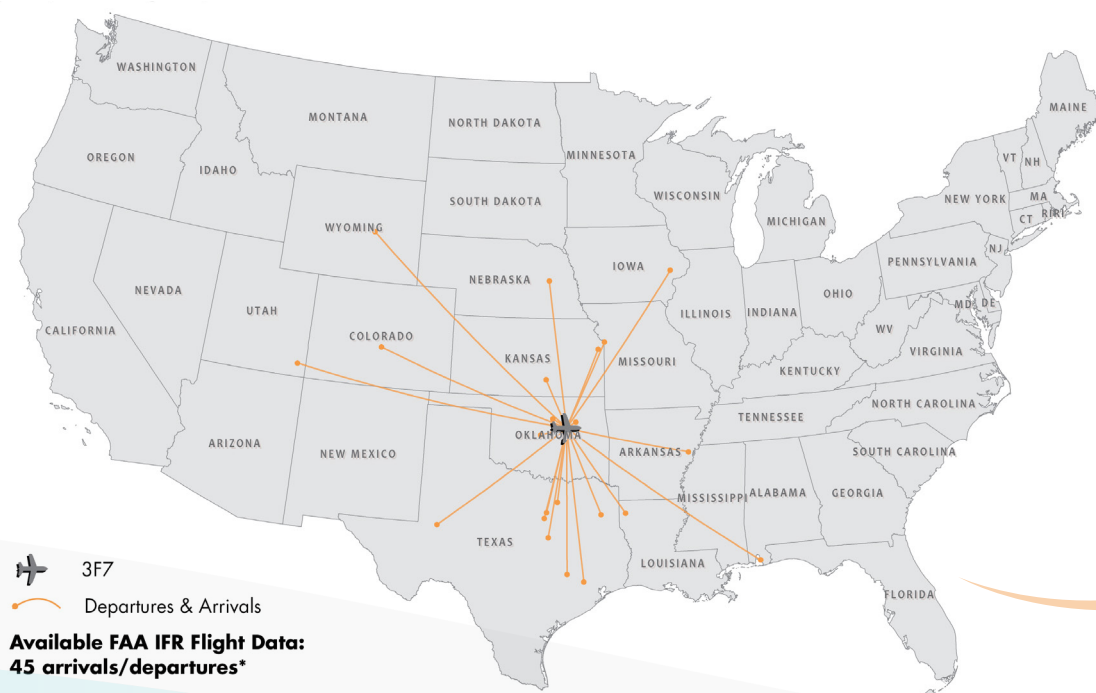 WASHINGTON
MAINE
MONTANA
NORTH DAKOTA
MINNESOTA
OREGON
IDAHO
VT
NH
WISCONSIN
SOUTH DAKOTA
NEW YORK
MA
MICHIGAN
WYOMING
CT
RI
RI
NJ
PENNSYLVANIA
IOWA
NEBRASKA
NEVADA
OHIO
MD
DE
UTAH
ILLINOIS
INDIANA
CALIFORNIA
COLORADO
WV
VIRGINIA
KANSAS
MISSOURI
KENTUCKY
NORTH CAROLINA
TENNESSEE
OKLAHOMA
ARIZONA
NEW MEXICO
ARKANSAS
SOUTH CAROLINA
MISSISSIPPI
ALABAMA
GEORGIA
TEXAS
LOUISIANA
FLORIDA
3F7
Departures & Arrivals
Available FAA IFR Flight Data:
45 arrivals/departures*